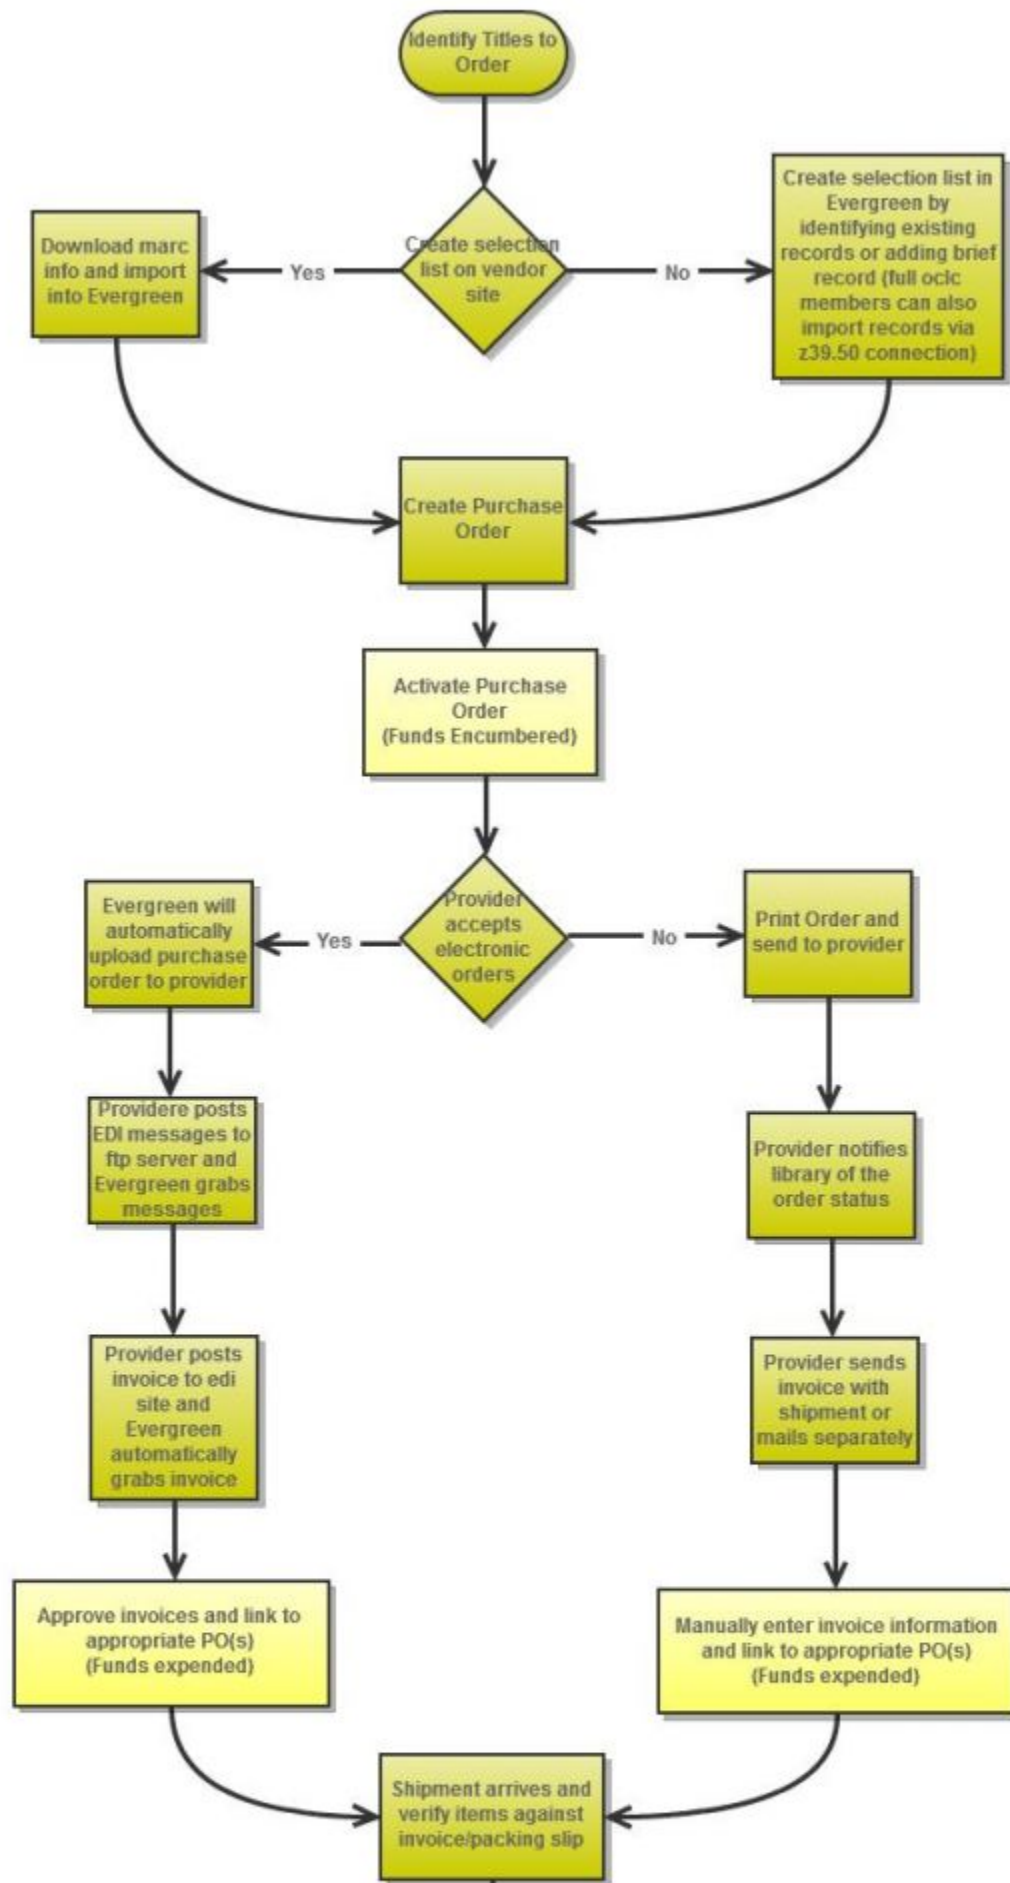 Identify Titles to
Order
Create selection
list on vendor
site
Yes
No
Download marc
info and import
into Evergreen
Create selection list in
Evergreen by
identifying existing
records or adding brief
record (full oclc
members can also
import records via
z39.50 connection)
Create Purchase
Order
Activate Purchase
Order
(Funds Encumbered)
Provider
accepts
electronic
orders
Yes
No
Evergreen will
automatically
upload purchase
order to provider
Print Order and
send to provider
Providere posts
EDI messages to
ftp server and
Evergreen grabs
messages
Provider notifies
library of the
order status
Provider posts
invoice to edi
site and
Evergreen
automatically
grabs invoice
Provider sends
invoice with
shipment or
mails separately
Approve invoices and link to
appropriate PO(s)
(Funds expended)
Manually enter invoice information
and link to appropriate PO(s)
(Funds expended)
Shipment arrives and
verify items against
invoice/packing slip